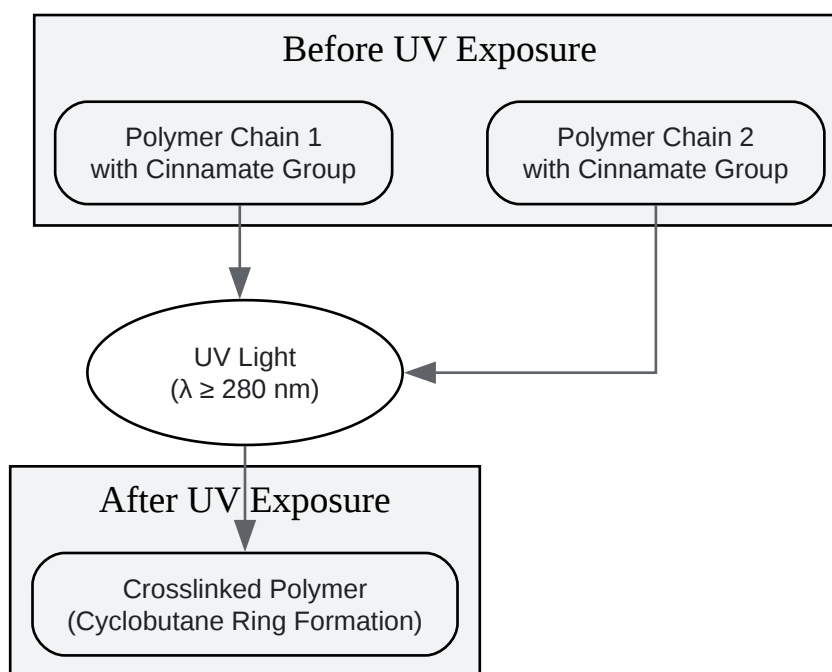 Before UV Exposure
Polymer Chain 1
with Cinnamate Group
Polymer Chain 2
with Cinnamate Group
UV Light
(λ ≥ 280 nm)
After UV Exposure
Crosslinked Polymer
(Cyclobutane Ring Formation)